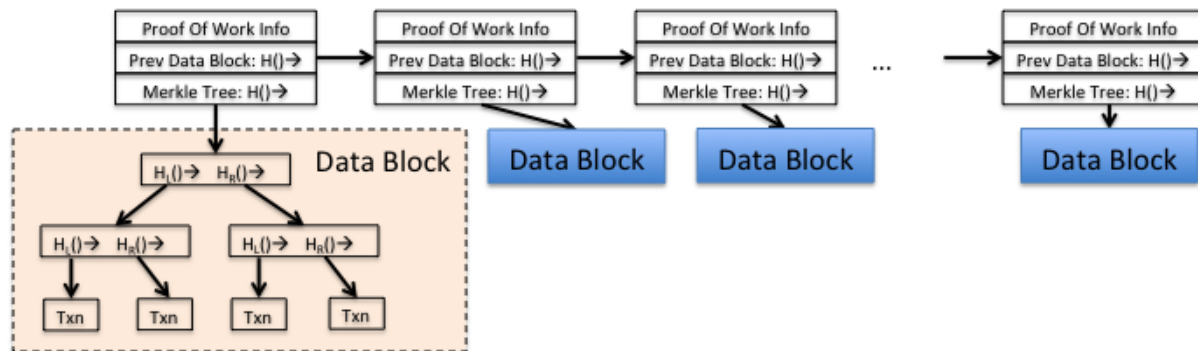 Proof Of Work Info
Prev Data Block: H()→
Merkle Tree: H()→
Proof Of Work Info
Prev Data Block: H()→
Merkle Tree: H()→
Proof Of Work Info
Prev Data Block: H()→
Merkle Tree: H()→
...
Proof Of Work Info
Prev Data Block: H()→
Merkle Tree: H()→
Data Block
Data Block
Data Block
Data Block
H_L()→ H_R()→
H_L()→ H_R()→
H_L()→ H_R()→
Txn
Txn
Txn
Txn